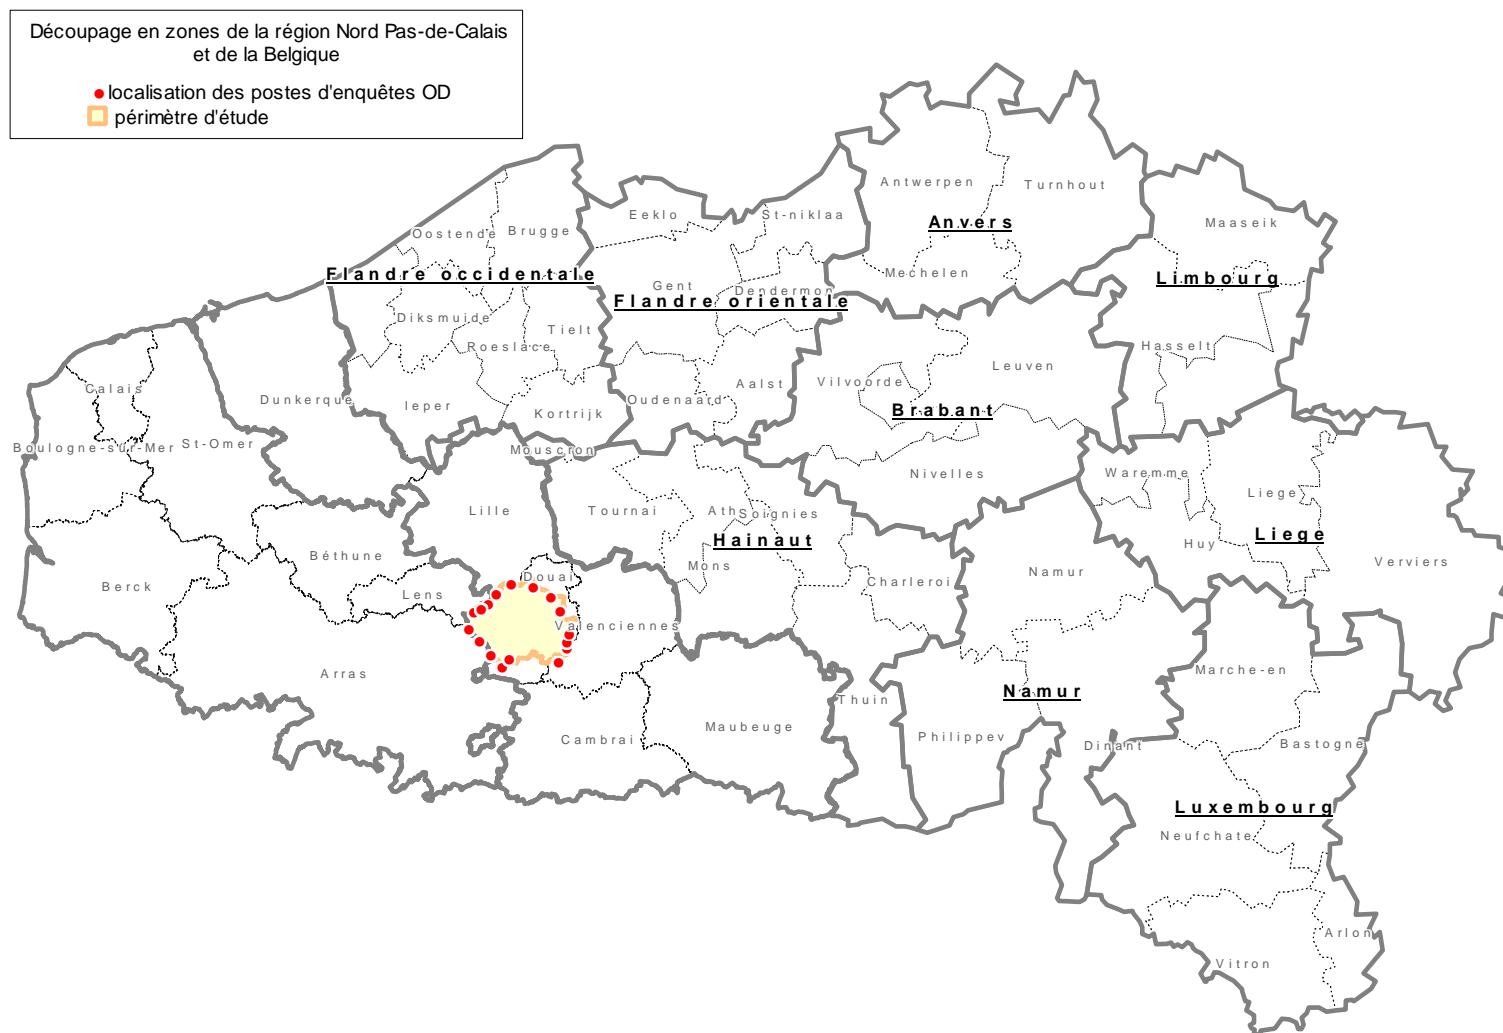 Découpage en zones de la région Nord Pas-de-Calais
et de la Belgique
localisation des postes d'enquêtes OD
périmètre d'étude
Antwerpen
Turnhout
Eeklo
St-niklaa
Anvers
Maaseik
Oostende
Brugge
Flandre occidentale
Mechelen
Limbourg
Gent
Dendermon
Flandre orientale
Diksmuide
Tielt
Roeslace
Hasselt
Leuven
Vilvoorde
Aalst
Calais
Dunkerque
Ieper
Kortrijk
Oudenaard
Brabant
Boulogne-sur-Mer
St-Omer
Mouscron
Nivelles
Waremme
Liege
Lille
Tournai
Ath
Soignies
Hainaut
Liege
Huy
Béthune
Mons
Verviers
Berck
Lens
Douai
Charleroi
Namur
Valenciennes
Arras
Marche-en
Namur
Thuin
Maubeuge
Cambrai
Philippev
Dinant
Bastogne
Luxembourg
Neufchate
Arlon
Vitron